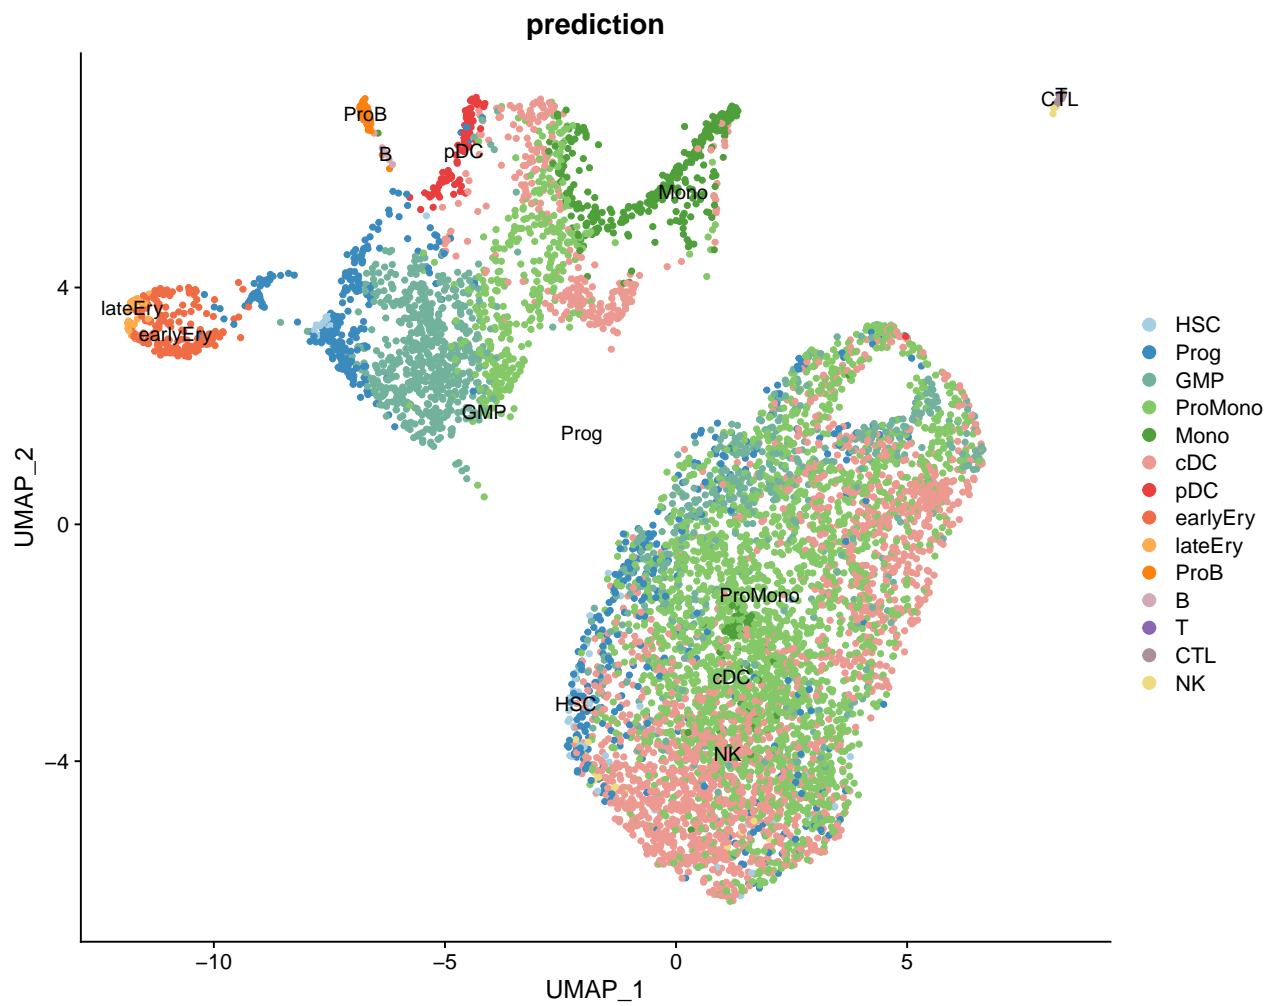 prediction
ProB
B
pDC
Mono
CTL
T
lateEry
earlyEry
GMP
Prog
ProMono
cDC
HSC
NK
4
0
−4
−10
−5
0
5
UMAP_1
UMAP_2
HSC
Prog
GMP
ProMono
Mono
cDC
pDC
earlyEry
lateEry
ProB
B
T
CTL
NK